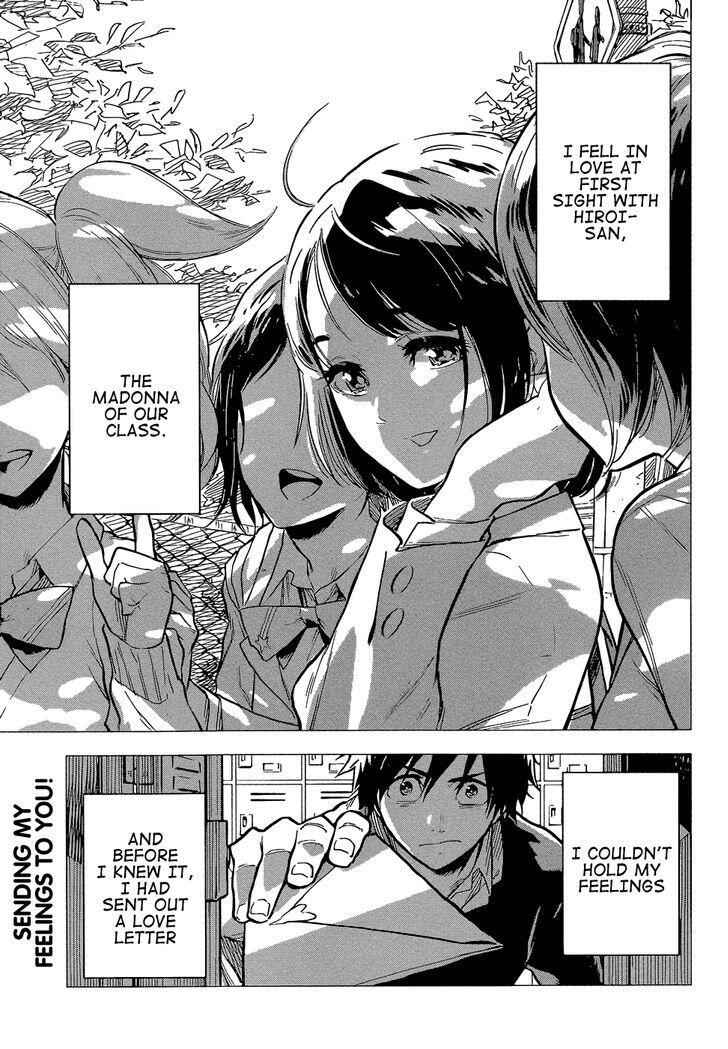 I FELL IN
LOVE AT
FIRST
SIGHT WITH
HIROI-
SAN,
THE
MADONNA
OF OUR
CLASS.
I COULDN'T
HOLD MY
FEELINGS
AND
BEFORE
I KNEW IT,
I HAD
SENT OUT
A LOVE
LETTER
SENDING MY
FEELINGS TO YOU!